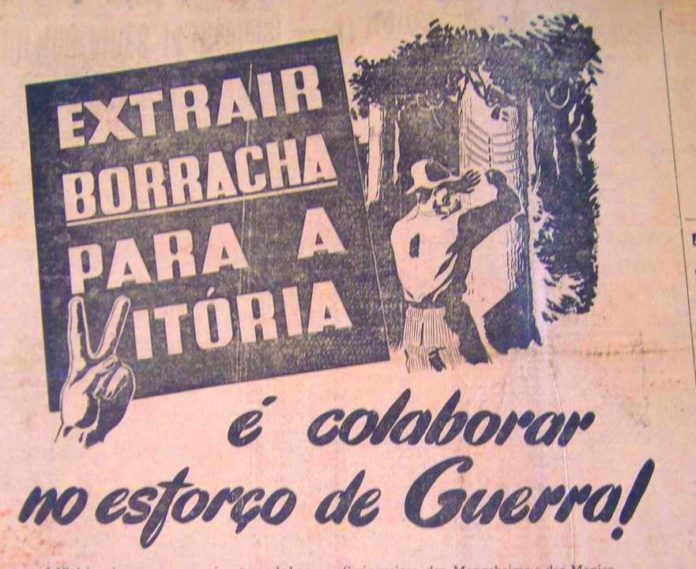 EXTRAIR
BORRACHA
PARA A
VITÓRIA
é colaborar
no esforço de Guerra!